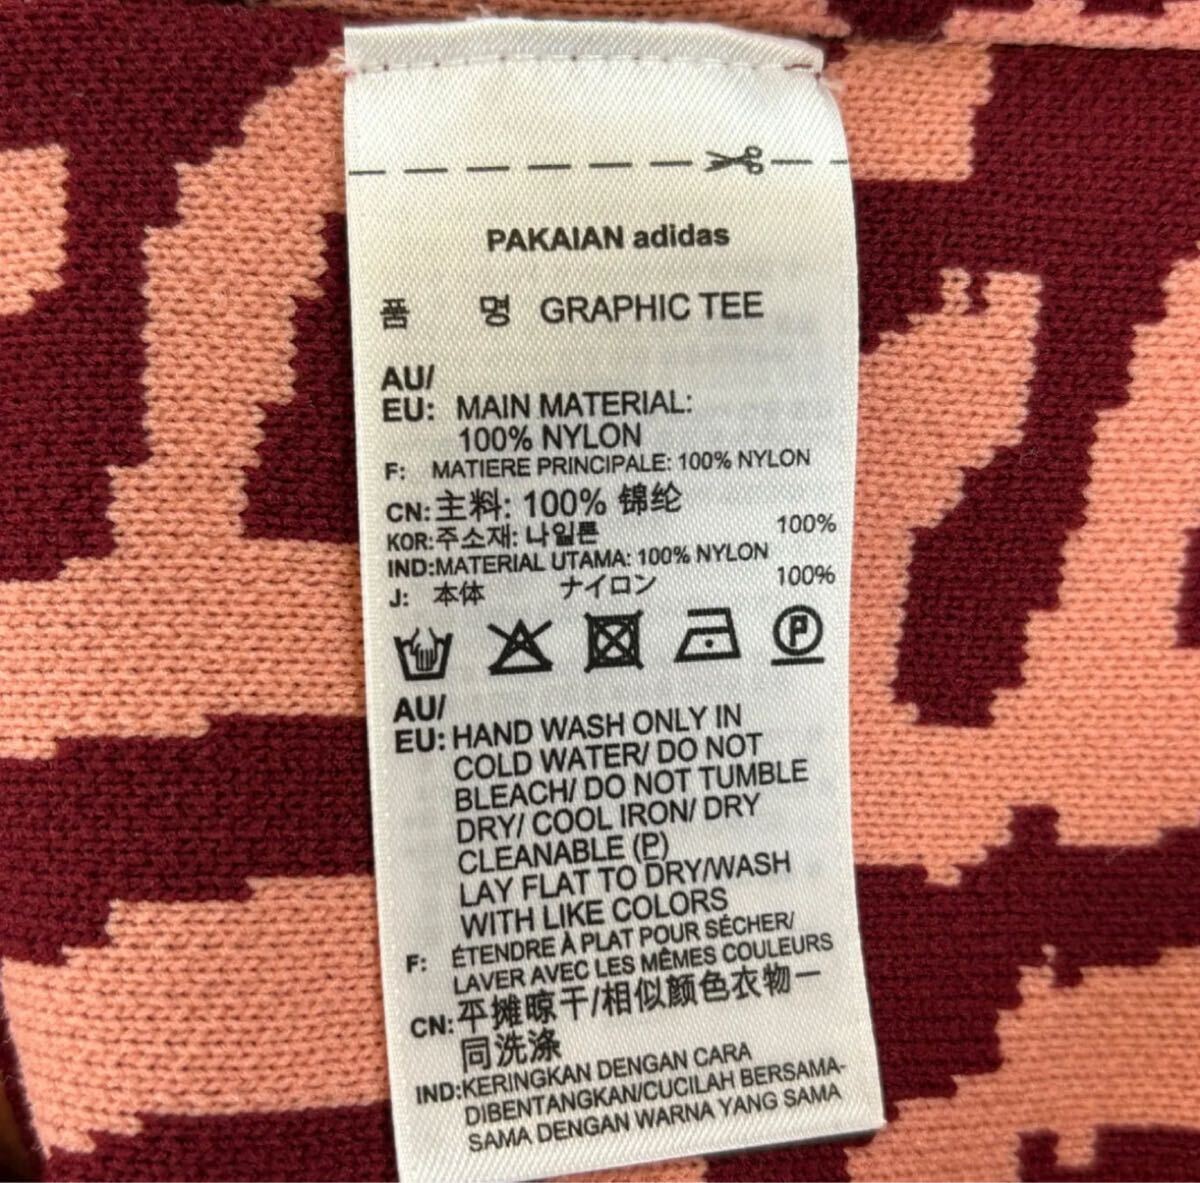 PAKAIAN adidas
품 명 GRAPHIC TEE
AU/
EU: MAIN MATERIAL:
100% NYLON
F: MATIERE PRINCIPALE: 100% NYLON
CN: 主料: 100% 锦纶
KOR: 주소재: 나일론 100%
IND: MATERIAL UTAMA: 100% NYLON
J: 本体 ナイロン 100%
P
AU/
EU: HAND WASH ONLY IN
COLD WATER/ DO NOT
BLEACH/ DO NOT TUMBLE
DRY/ COOL IRON/ DRY
CLEANABLE (P)
LAY FLAT TO DRY/WASH
WITH LIKE COLORS
F: ÉTENDRE À PLAT POUR SÉCHER/
LAVER AVEC LES MÊMES COULEURS
CN: 平摊晾干/相似颜色衣物一
同洗涤
IND: KERINGKAN DENGAN CARA
DIBENTANGKAN/CUCILAH BERSAMA-
SAMA DENGAN WARNA YANG SAMA